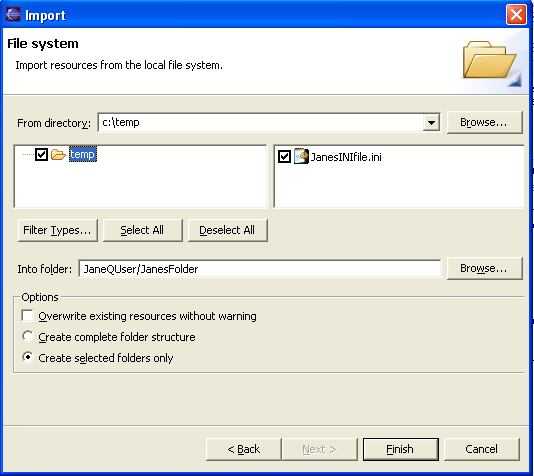 Import
File system
Import resources from the local file system.
From directory: c:\temp Browse...
temp JanesINIfile.ini
Filter Types... Select All Deselect All
Into folder: JaneQUser/JanesFolder Browse...
Options
Overwrite existing resources without warning
Create complete folder structure
Create selected folders only
< Back Next > Finish Cancel